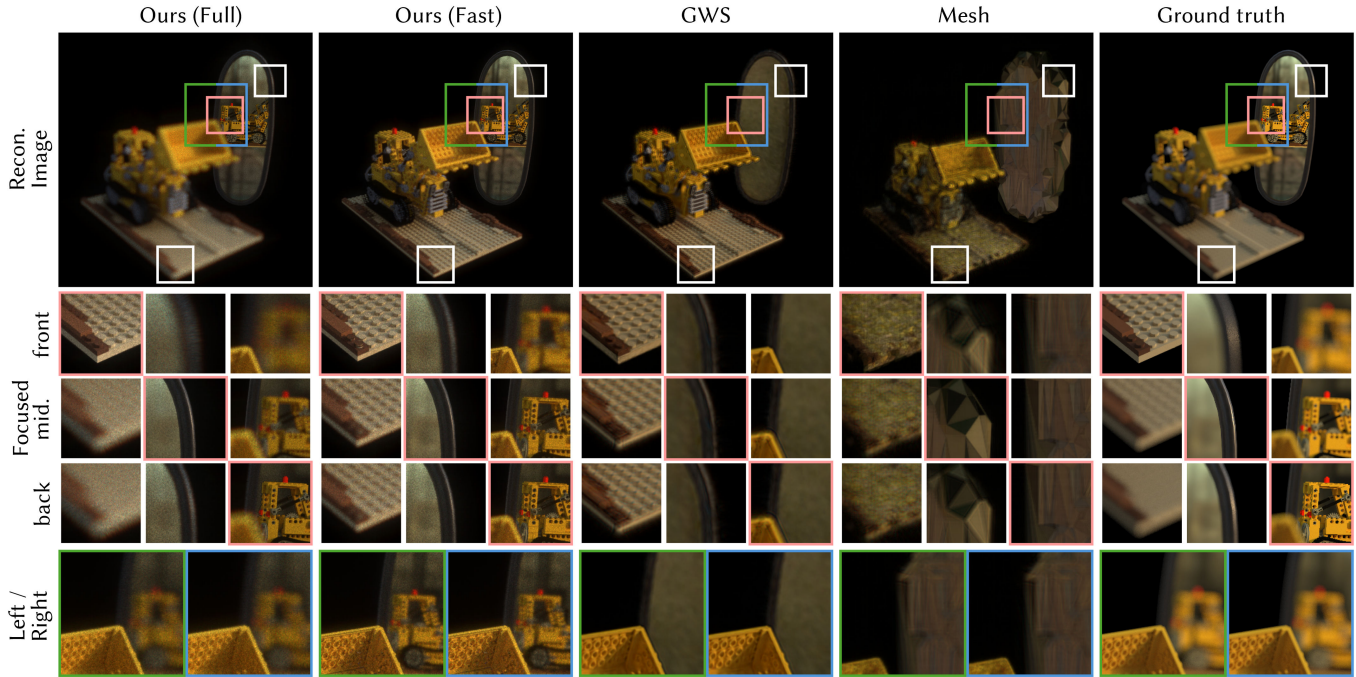 Ours (Full) Ours (Fast) GWS Mesh Ground truth
Recon.
Image
front
Focused
mid.
back
Left /
Right